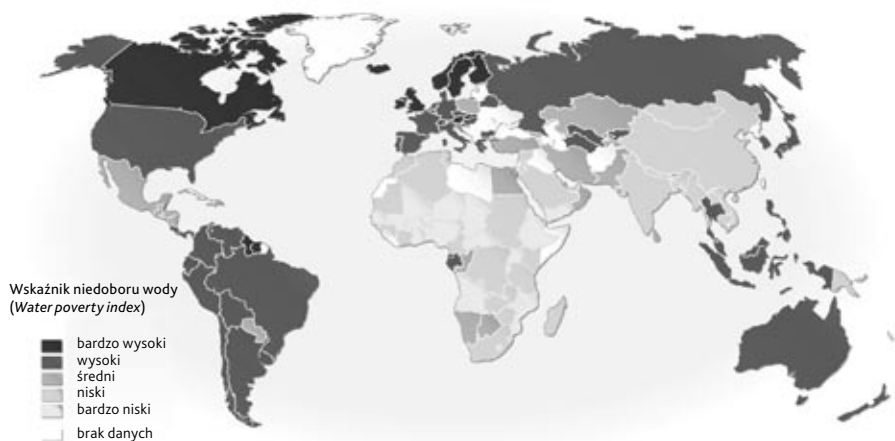 Wskaźnik niedoboru wody
(Water poverty index)
bardzo wysoki
wysoki
średni
niski
bardzo niski
brak danych